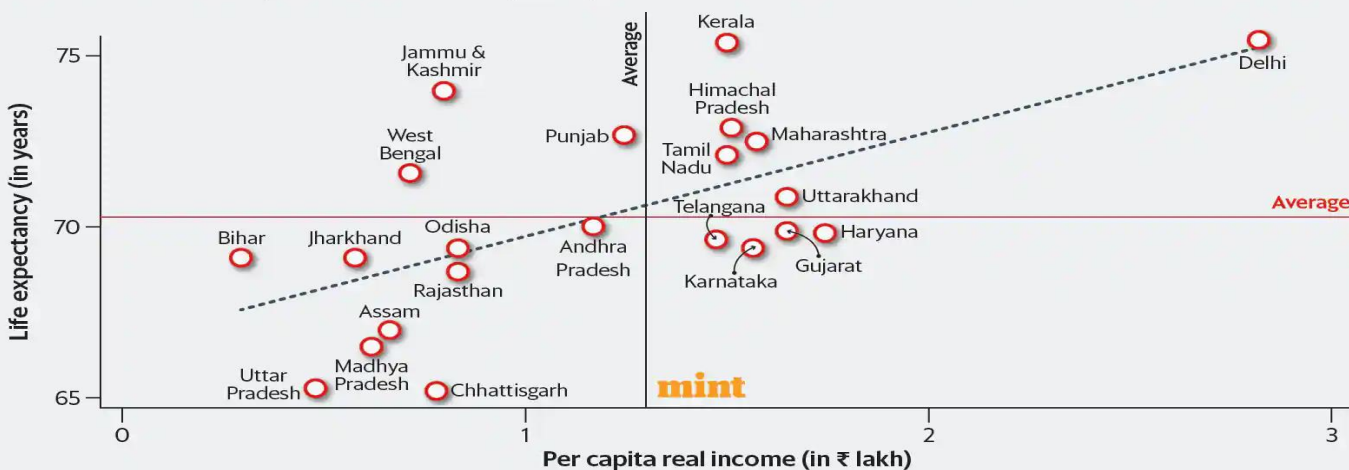 Life expectancy (in years)
75
70
65
Kerala
Average
Jammu &
Kashmir
Delhi
Himachal
Pradesh
West
Bengal
Punjab
Maharashtra
Tamil
Nadu
Uttarakhand
Telangana
Average
Bihar
Jharkhand
Odisha
Andhra
Pradesh
Haryana
Gujarat
Karnataka
Rajasthan
Assam
Madhya
Pradesh
Uttar
Pradesh
Chhattisgarh
mint
0
1
2
3
Per capita real income (in ₹ lakh)